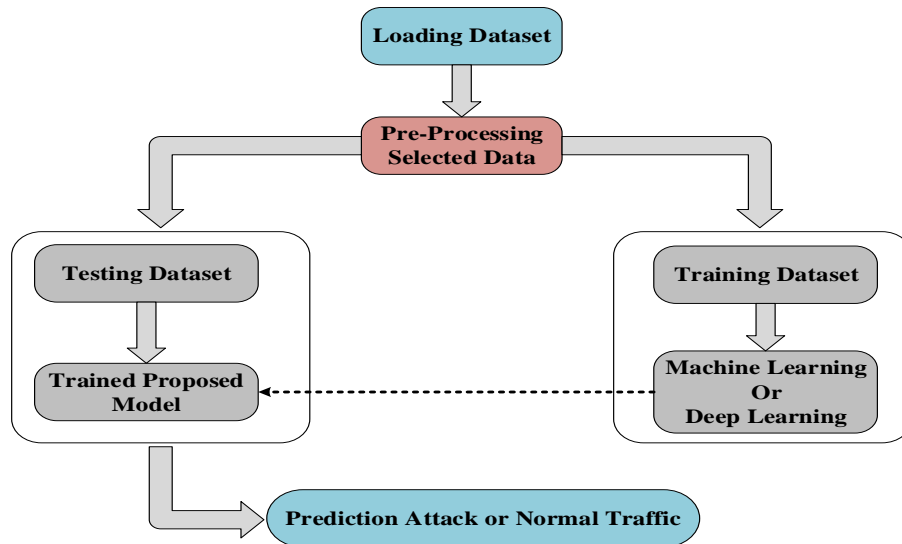 Loading Dataset
Pre-Processing
Selected Data
Testing Dataset
Trained Proposed
Model
Training Dataset
Machine Learning
Or
Deep Learning
Prediction Attack or Normal Traffic